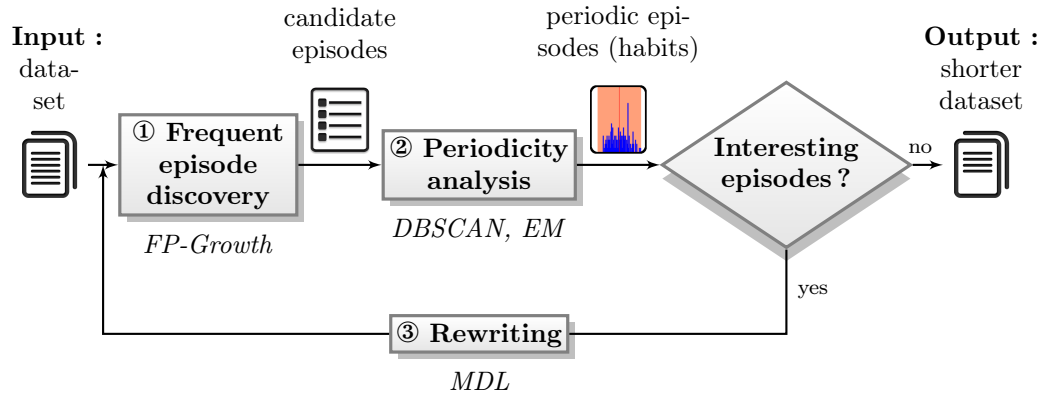 Input :
data-
set
candidate
episodes
periodic epi-
sodes (habits)
Output :
shorter
dataset
① Frequent
episode
discovery
FP-Growth
② Periodicity
analysis
DBSCAN, EM
Interesting
episodes ?
no
yes
③ Rewriting
MDL